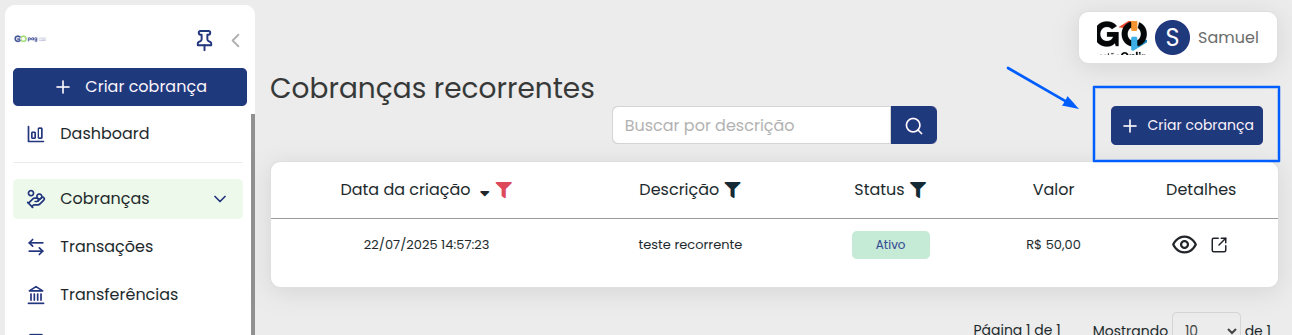 GO pag
GO
S
Samuel
+ Criar cobrança
Cobranças recorrentes
Buscar por descrição
+ Criar cobrança
Dashboard
Data da criação
Descrição
Status
Valor
Detalhes
Cobranças
22/07/2025 14:57:23
teste recorrente
Ativo
R$ 50,00
Transações
Transferências
Página 1 de 1
Mostrando 10 de 1